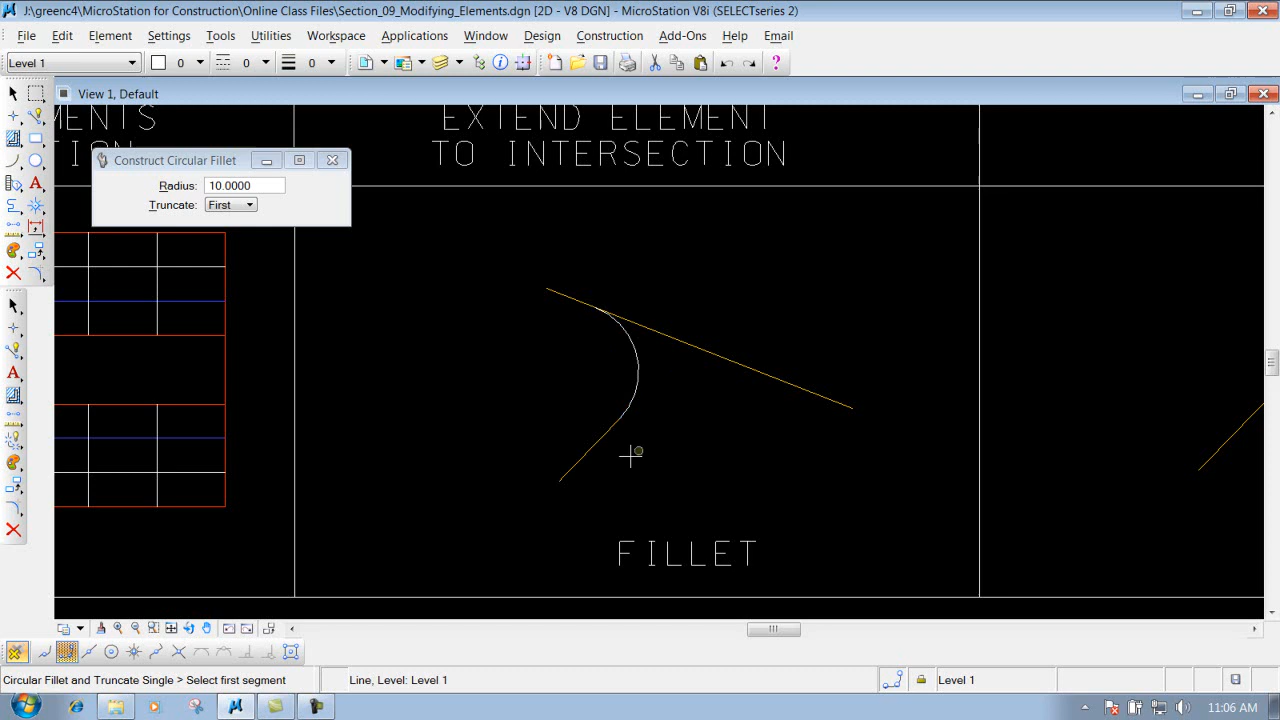 J:\greenc4\MicroStation for Construction\Online Class Files\Section_09_Modifying_Elements.dgn [2D - V8 DGN] - MicroStation V8i (SELECTseries 2)
File Edit Element Settings Tools Utilities Workspace Applications Window Design Construction Add-Ons Help Email
Level 1 0 0 0
View 1, Default
MENTS EXTEND ELEMENT
TION TO INTERSECTION
Construct Circular Fillet
Radius: 10.0000
Truncate: First
FILLET
Circular Fillet and Truncate Single > Select first segment Line, Level: Level 1 Level 1
11:06 AM